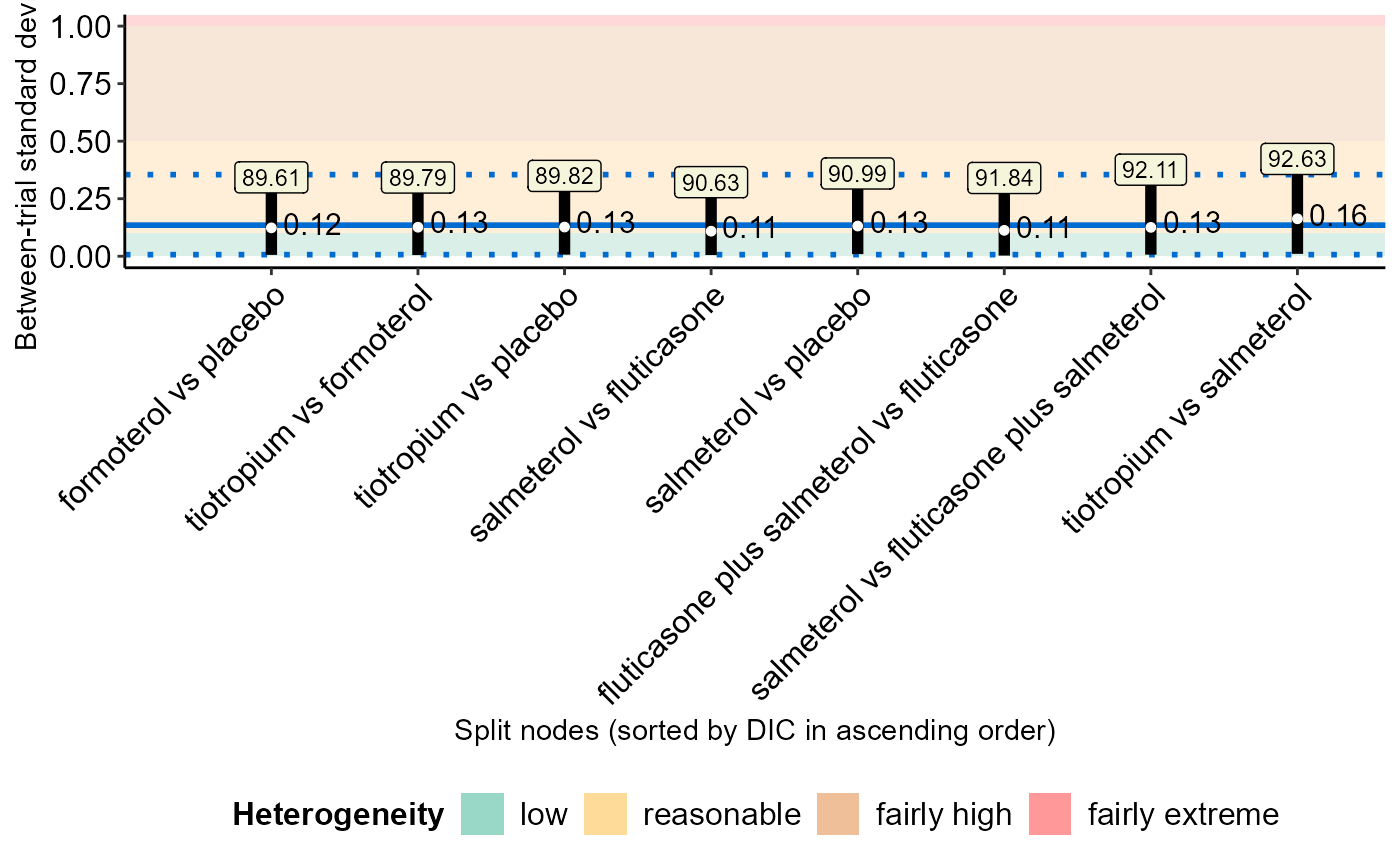 Between-trial standard dev
1.00
0.75
0.50
0.25
0.00
89.61
89.79
89.82
90.63
90.99
91.84
92.11
92.63
0.12
0.13
0.13
0.11
0.13
0.11
0.13
0.16
formoterol vs placebo
tiotropium vs formoterol
tiotropium vs placebo
salmeterol vs fluticasone
salmeterol vs placebo
fluticasone plus salmeterol vs fluticasone
salmeterol vs fluticasone plus salmeterol
tiotropium vs salmeterol
Split nodes (sorted by DIC in ascending order)
Heterogeneity low reasonable fairly high fairly extreme